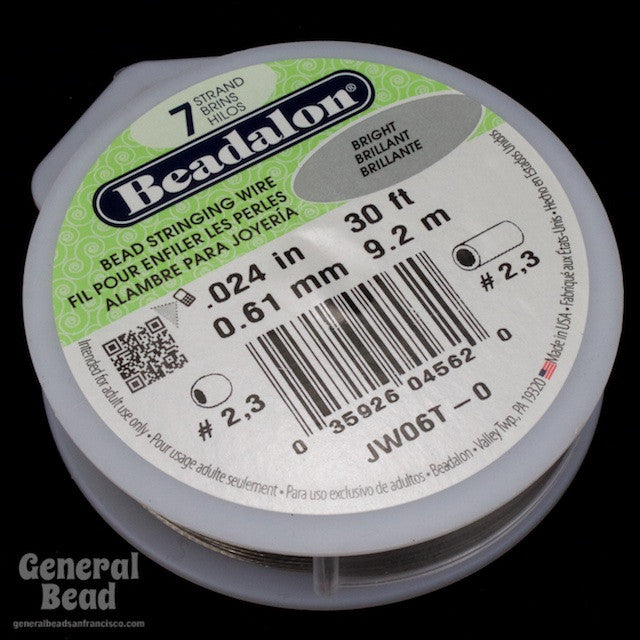 7 STRAND
BRINS
HILOS
Beadalon®
BRIGHT
BRILLANT
BRILLANTE
BEAD STRINGING WIRE
FIL POUR ENFILER LES PERLES
ALAMBRE PARA JOYERÍA
.024 in 30 ft
0.61 mm 9.2 m
# 2,3
# 2,3
0 35926 04562 0
JW06T–0
Intended for adult use only • Pour usage adulte seulement • Para uso exclusivo de adultos • Beadalon • Valley Twp, PA 19320 Made in USA • Fabriqué aux États-Unis • Hecho en Estados Unidos
General
Bead
generalbeadsanfrancisco.com